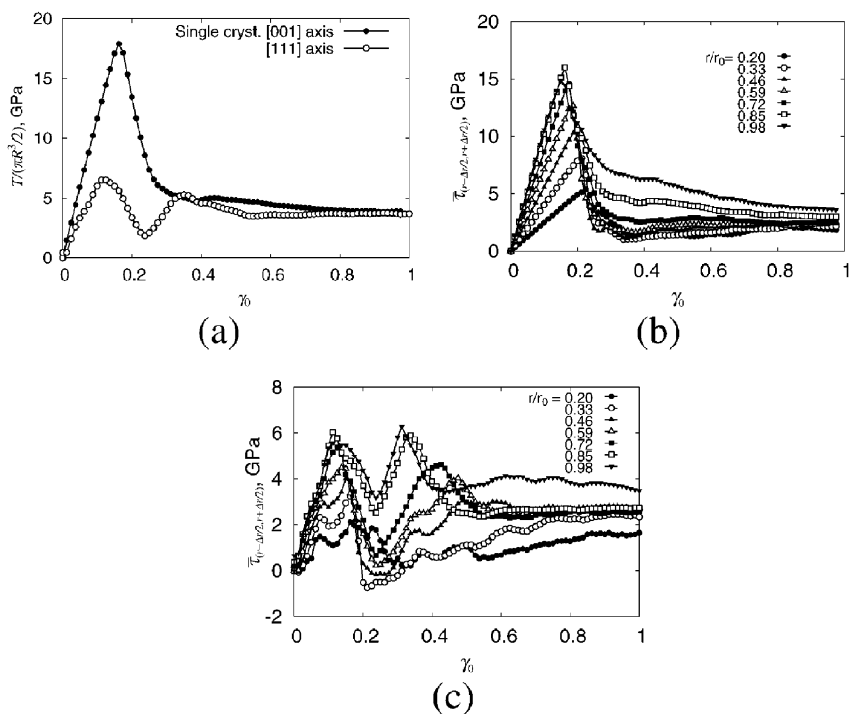 Single cryst. [001] axis
[111] axis
T/(πR³/2), GPa
20
15
10
5
0
0 0.2 0.4 0.6 0.8 1
γ₀
(a)
r/r₀= 0.20
0.33
0.46
0.59
0.72
0.85
0.98
τ̅(r−Δr/2,r+Δr/2), GPa
20
15
10
5
0
0 0.2 0.4 0.6 0.8 1
γ₀
(b)
r/r₀ = 0.20
0.33
0.46
0.59
0.72
0.85
0.98
τ̅(r−Δr/2,r+Δr/2), GPa
8
6
4
2
0
-2
0 0.2 0.4 0.6 0.8 1
γ₀
(c)